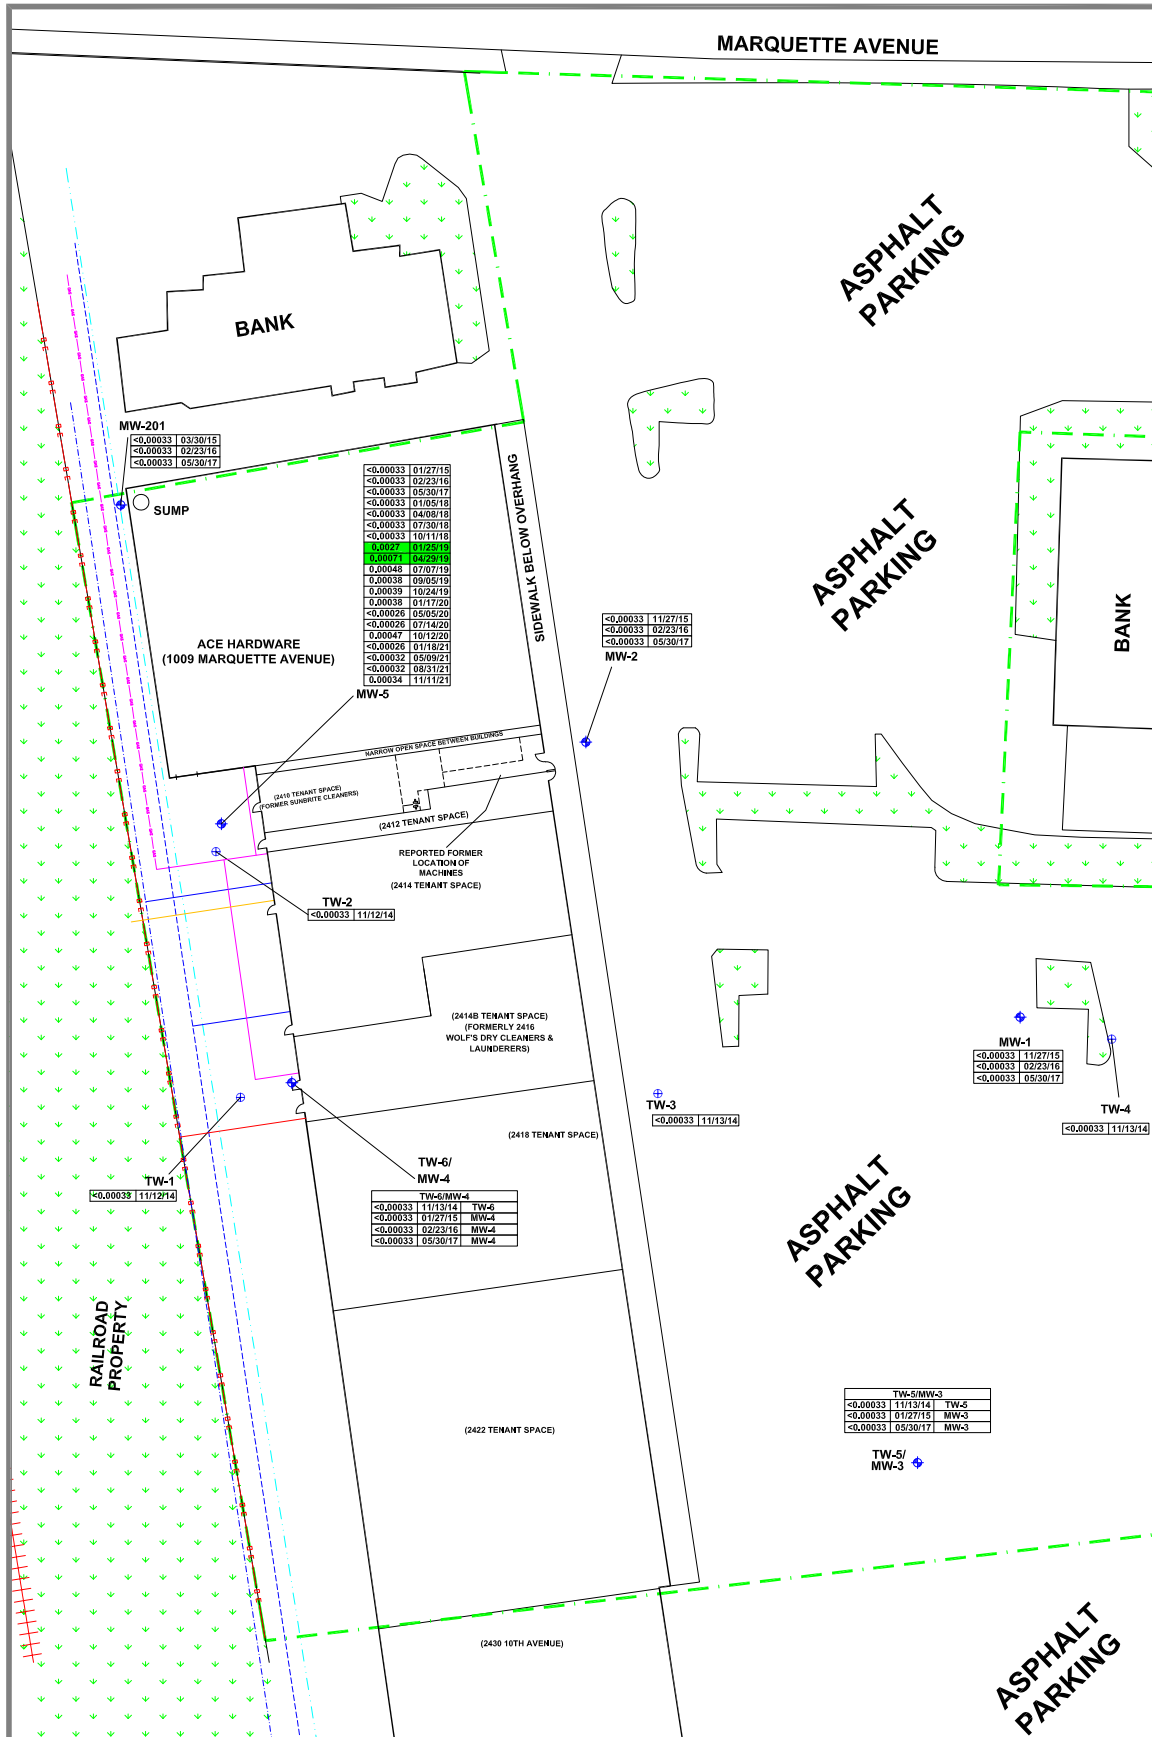 MARQUETTE AVENUE
ASPHALT
PARKING
BANK
MW-201
<0.00033 03/30/15
<0.00033 02/23/16
<0.00033 05/30/17
SUMP
<0.00033 01/27/15
<0.00033 02/23/16
<0.00033 05/30/17
<0.00033 01/05/18
<0.00033 04/08/18
<0.00033 07/30/18
<0.00033 10/11/18
0.0027 01/25/19
0.00071 04/29/19
0.00048 07/07/19
0.00038 09/05/19
0.00039 10/24/19
0.00038 01/17/20
<0.00026 05/05/20
<0.00026 07/14/20
0.00047 10/12/20
<0.00026 01/18/21
<0.00032 05/09/21
<0.00032 08/31/21
0.00034 11/11/21
MW-5
SIDEWALK BELOW OVERHANG
ASPHALT
PARKING
BANK
ACE HARDWARE
(1009 MARQUETTE AVENUE)
<0.00033 11/27/15
<0.00033 02/23/16
<0.00033 05/30/17
MW-2
NARROW OPEN SPACE BETWEEN BUILDINGS
(2410 TENANT SPACE)
(FORMER SUNBRITE CLEANERS)
(2412 TENANT SPACE)
REPORTED FORMER
LOCATION OF
MACHINES
(2414 TENANT SPACE)
TW-2
<0.00033 11/12/14
(2414B TENANT SPACE)
(FORMERLY 2416
WOLF'S DRY CLEANERS &
LAUNDERERS)
MW-1
<0.00033 11/27/15
<0.00033 02/23/16
<0.00033 05/30/17
TW-3
<0.00033 11/13/14
TW-4
<0.00033 11/13/14
(2418 TENANT SPACE)
TW-1
<0.00033 11/12/14
TW-6/
MW-4
TW-6/MW-4
<0.00033 11/13/14 TW-6
<0.00033 01/27/15 MW-4
<0.00033 02/23/16 MW-4
<0.00033 05/30/17 MW-4
ASPHALT
PARKING
RAILROAD
PROPERTY
(2422 TENANT SPACE)
TW-5/MW-3
<0.00033 11/13/14 TW-5
<0.00033 01/27/15 MW-3
<0.00033 05/30/17 MW-3
TW-5/
MW-3
(2430 10TH AVENUE)
ASPHALT
PARKING